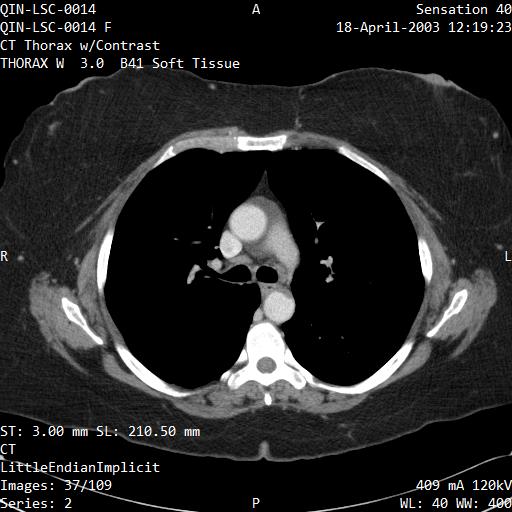 QIN-LSC-0014 A Sensation 40
QIN-LSC-0014 F 18-April-2003 12:19:23
CT Thorax w/Contrast
THORAX W 3.0 B41 Soft Tissue
R L
ST: 3.00 mm SL: 210.50 mm
CT
LittleEndianImplicit
Images: 37/109 409 mA 120kV
Series: 2 P WL: 40 WW: 400